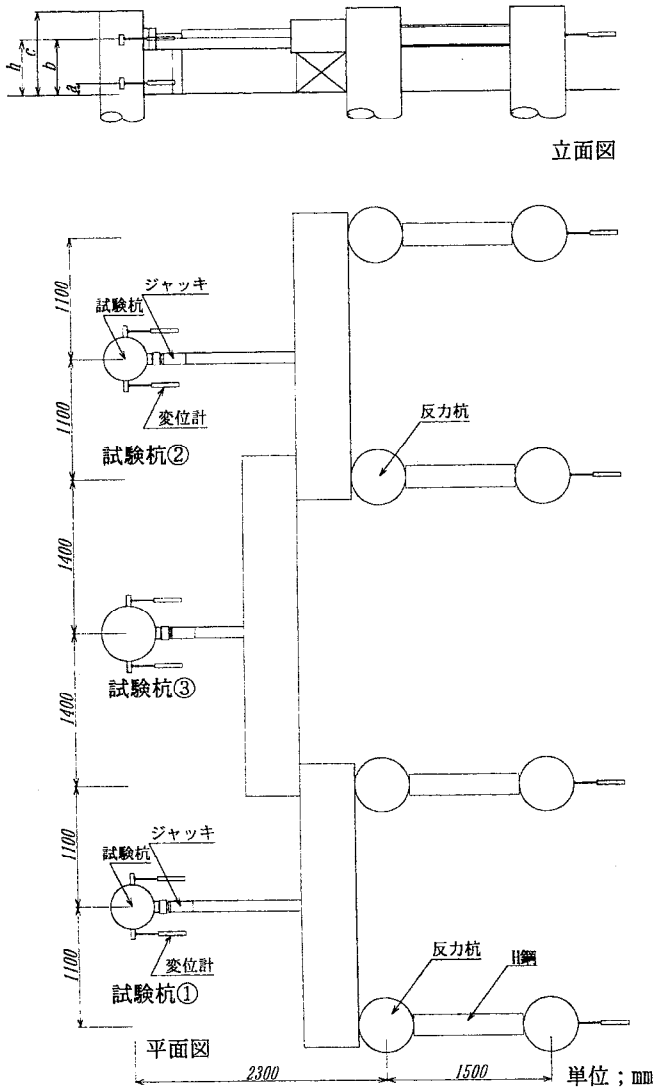 c
h
b
a
立面図
1100
試験杭
ジャッキ
1100
変位計
試験杭②
反力杭
1400
試験杭③
1400
1100
ジャッキ
試験杭
1100
変位計
試験杭①
反力杭
H鋼
平面図
2300
1500
単位；mm